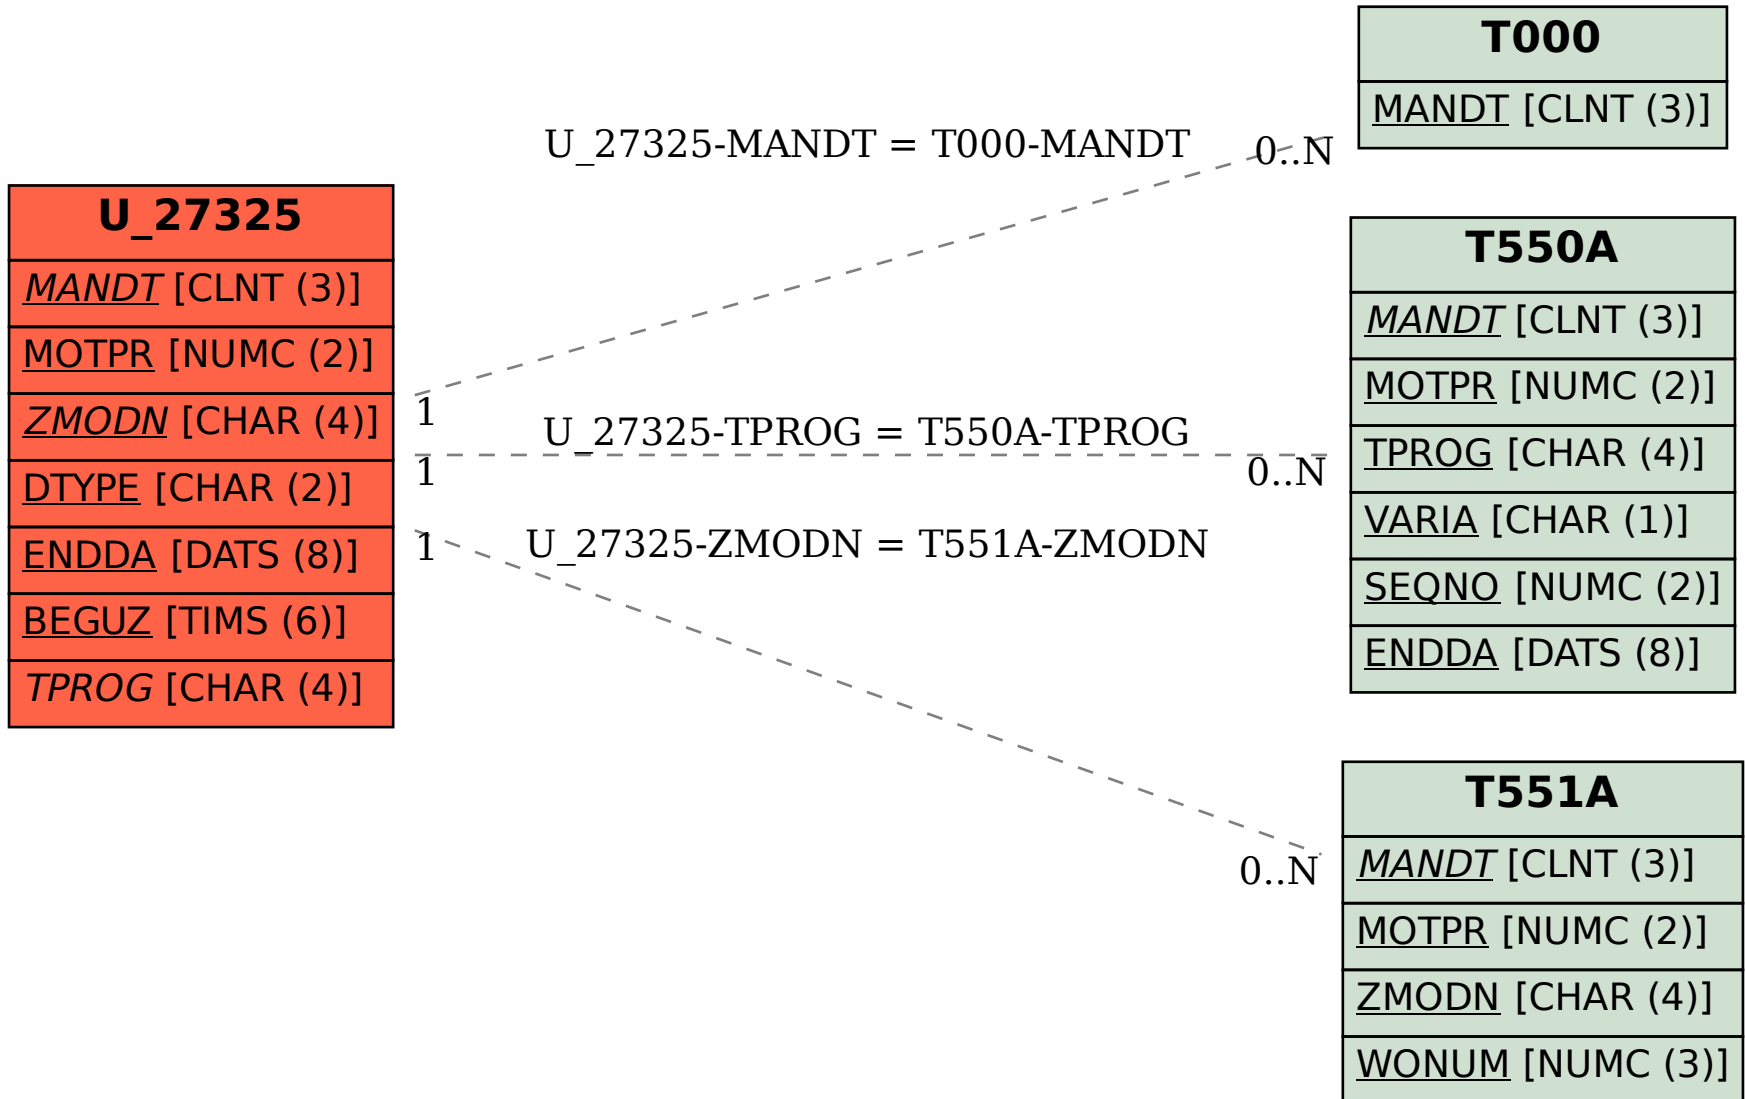 T000
MANDT [CLNT (3)]
U_27325-MANDT = T000-MANDT
0..N
U_27325
MANDT [CLNT (3)]
MOTPR [NUMC (2)]
ZMODN [CHAR (4)]
DTYPE [CHAR (2)]
ENDDA [DATS (8)]
BEGUZ [TIMS (6)]
TPROG [CHAR (4)]
1
U_27325-TPROG = T550A-TPROG
1
0..N
1
U_27325-ZMODN = T551A-ZMODN
0..N
T550A
MANDT [CLNT (3)]
MOTPR [NUMC (2)]
TPROG [CHAR (4)]
VARIA [CHAR (1)]
SEQNO [NUMC (2)]
ENDDA [DATS (8)]
T551A
MANDT [CLNT (3)]
MOTPR [NUMC (2)]
ZMODN [CHAR (4)]
WONUM [NUMC (3)]